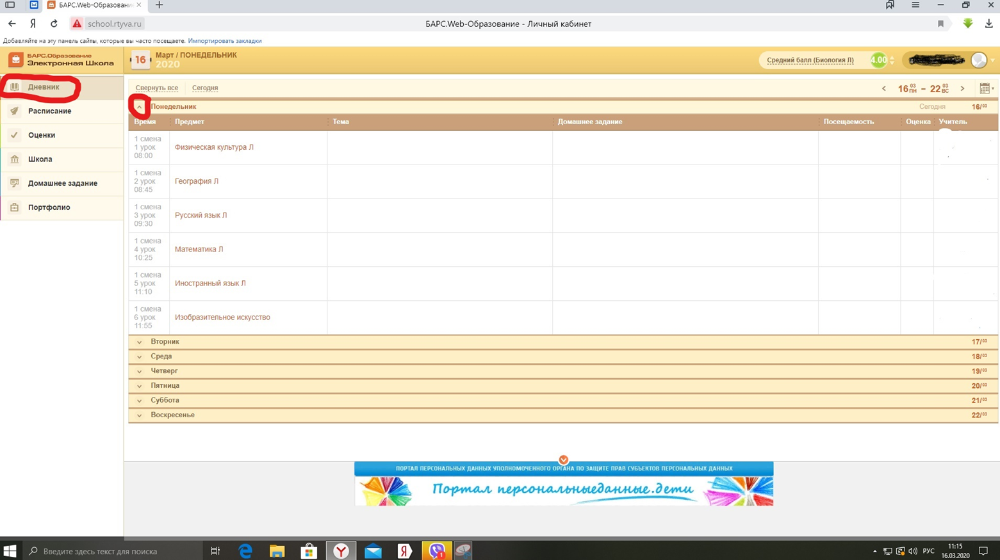 БАРС.Web-Образовани
school.rtyva.ru
БАРС.Web-Образование - Личный кабинет
Добавляйте на эту панель сайты, которые вы часто посещаете. Импортировать закладки
БАРС.Образование
Электронная Школа
16
Март / ПОНЕДЕЛЬНИК
2020
Средний балл (Биология Л)
4.00
Дневник
Расписание
Оценки
Школа
Домашнее задание
Портфолио
Свернуть все
Сегодня
16 03 ПН – 22 03 ВС
Понедельник Сегодня 16/03
Время Предмет Тема Домашнее задание Посещаемость Оценка Учитель
1 смена
1 урок
08:00
Физическая культура Л
1 смена
2 урок
08:45
География Л
1 смена
3 урок
09:30
Русский язык Л
1 смена
4 урок
10:25
Математика Л
1 смена
5 урок
11:10
Иностранный язык Л
1 смена
6 урок
11:55
Изобразительное искусство
Вторник 17/03
Среда 18/03
Четверг 19/03
Пятница 20/03
Суббота 21/03
Воскресенье 22/03
ПОРТАЛ ПЕРСОНАЛЬНЫХ ДАННЫХ УПОЛНОМОЧЕННОГО ОРГАНА ПО ЗАЩИТЕ ПРАВ СУБЪЕКТОВ ПЕРСОНАЛЬНЫХ ДАННЫХ
Портал персональныеданные.дети
Введите здесь текст для поиска
РУС
11:15
16.03.2020